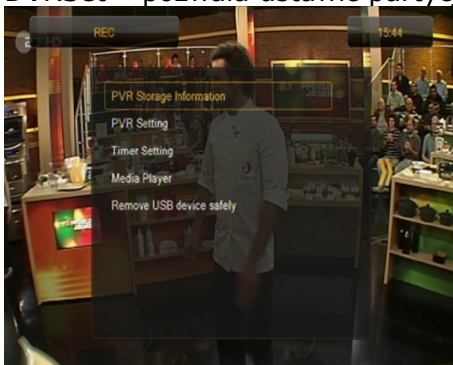 REC
15:44
PVR Storage Information
PVR Setting
Timer Setting
Media Player
Remove USB device safely